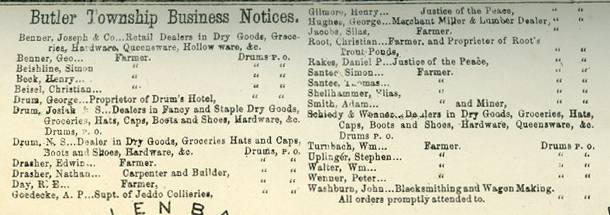 Butler Township Business Notices.
Benner, Joseph & Co...Retail Dealers in Dry Goods, Groce-
ries, Hardware, Queensware, Hollow ware, &c.
Benner, Geo... Farmer. Drums P. O.
Beishline, Simon " " "
Beck, Henry... " " "
Beisel, Christian... " " "
Drum, George...Proprietor of Drum's Hotel, " "
Drum, Josiah & S...Dealers in Fancy and Staple Dry Goods,
Groceries, Hats, Caps, Boots and Shoes, Hardware, &c.
Drums, P. O.
Drum, N. S...Dealer in Dry Goods, Groceries Hats and Caps,
Boots and Shoes, Hardware, &c. Drums, P. O.
Drasher, Edwin... Farmer. " "
Drasher, Nathan... Carpenter and Builder, " "
Day, R. E... Farmer, " "
Goedecke, A. P...Supt. of Jeddo Collieries, " "
Gilmore, Henry... Justice of the Peace, " "
Hughes, George...Merchant Miller & Lumber Dealer, " "
Jacobs, Silas, Farmer. " "
Root, Christian...Farmer, and Proprietor of Root's
Trout Ponds, " "
Rakes, Daniel P...Justice of the Peace, " "
Santee Simon... Farmer. " "
Santee, Thomas... " " "
Shellhammer, Elias, " " "
Smith, Adam... " and Miner, " "
Schiedy & Wenner...Dealers in Dry Goods, Groceries, Hats,
Caps, Boots and Shoes, Hardware, Queensware, &c.
Drums P. O.
Turnbach, Wm... Farmer. Drums P. O.
Uplinger, Stephen... " " "
Walter, Wm... " " "
Wenner, Peter... " " "
Washburn, John...Blacksmithing and Wagon Making.
All orders promptly attended to. " "
LENBA